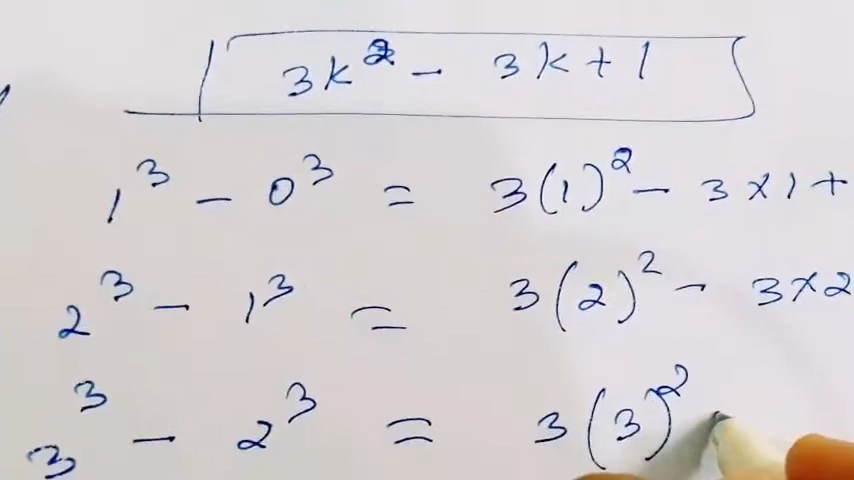 3k² - 3k + 1
1³ - 0³ = 3(1)² - 3×1 +
2³ - 1³ = 3(2)² - 3×2
3³ - 2³ = 3(3)²